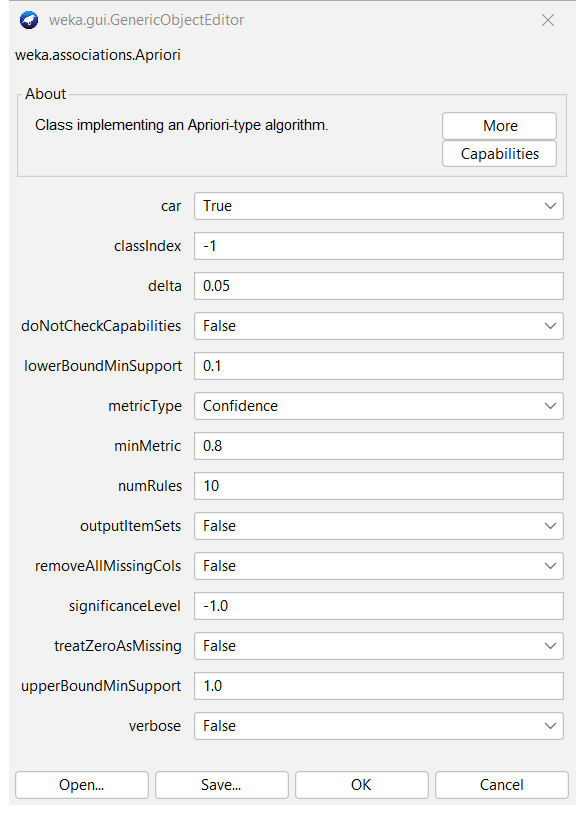 weka.gui.GenericObjectEditor
weka.associations.Apriori
About
Class implementing an Apriori-type algorithm.
More
Capabilities
car True
classIndex -1
delta 0.05
doNotCheckCapabilities False
lowerBoundMinSupport 0.1
metricType Confidence
minMetric 0.8
numRules 10
outputItemSets False
removeAllMissingCols False
significanceLevel -1.0
treatZeroAsMissing False
upperBoundMinSupport 1.0
verbose False
Open... Save... OK Cancel